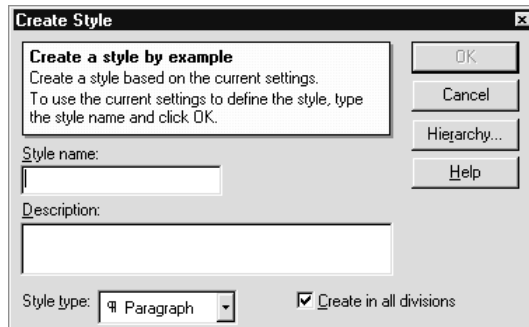 Create Style
Create a style by example
Create a style based on the current settings.
To use the current settings to define the style, type
the style name and click OK.
OK
Cancel
Hierarchy...
Help
Style name:
Description:
Style type: ¶ Paragraph
Create in all divisions